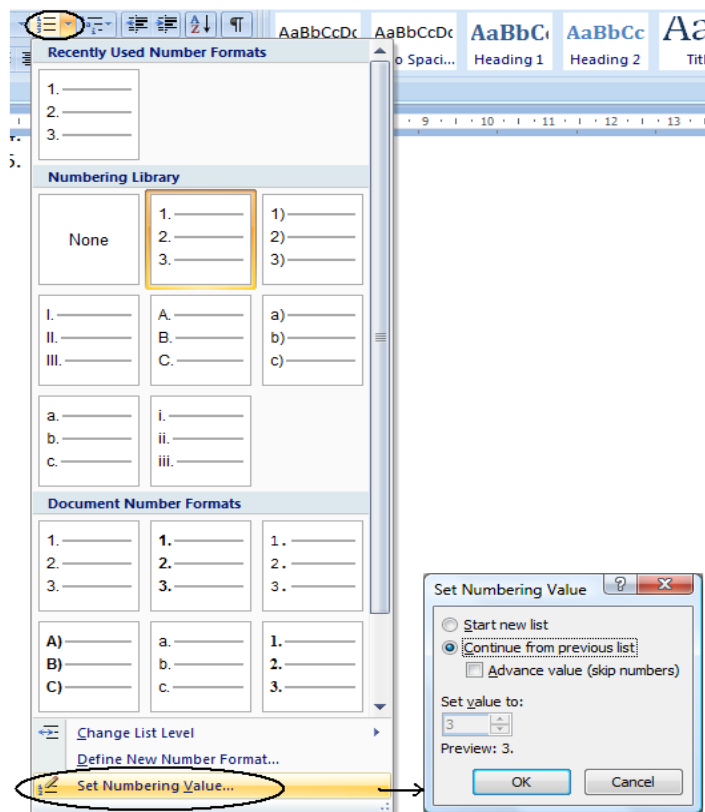 AaBbCcDc AaBbCcDc AaBbC AaBbCc Aa
o Spaci... Heading 1 Heading 2 Titl
Recently Used Number Formats
9 10 11 12 13
1.
2.
3.
5.
Numbering Library
None
1.
2.
3.
1)
2)
3)
I.
II.
III.
A.
B.
C.
a)
b)
c)
a.
b.
c.
i.
ii.
iii.
Document Number Formats
1.
2.
3.
1.
2.
3.
1.
2.
3.
A)
B)
C)
a.
b.
c.
1.
2.
3.
Change List Level
Define New Number Format...
Set Numbering Value...
Set Numbering Value
Start new list
Continue from previous list
Advance value (skip numbers)
Set value to:
3
Preview: 3.
OK Cancel